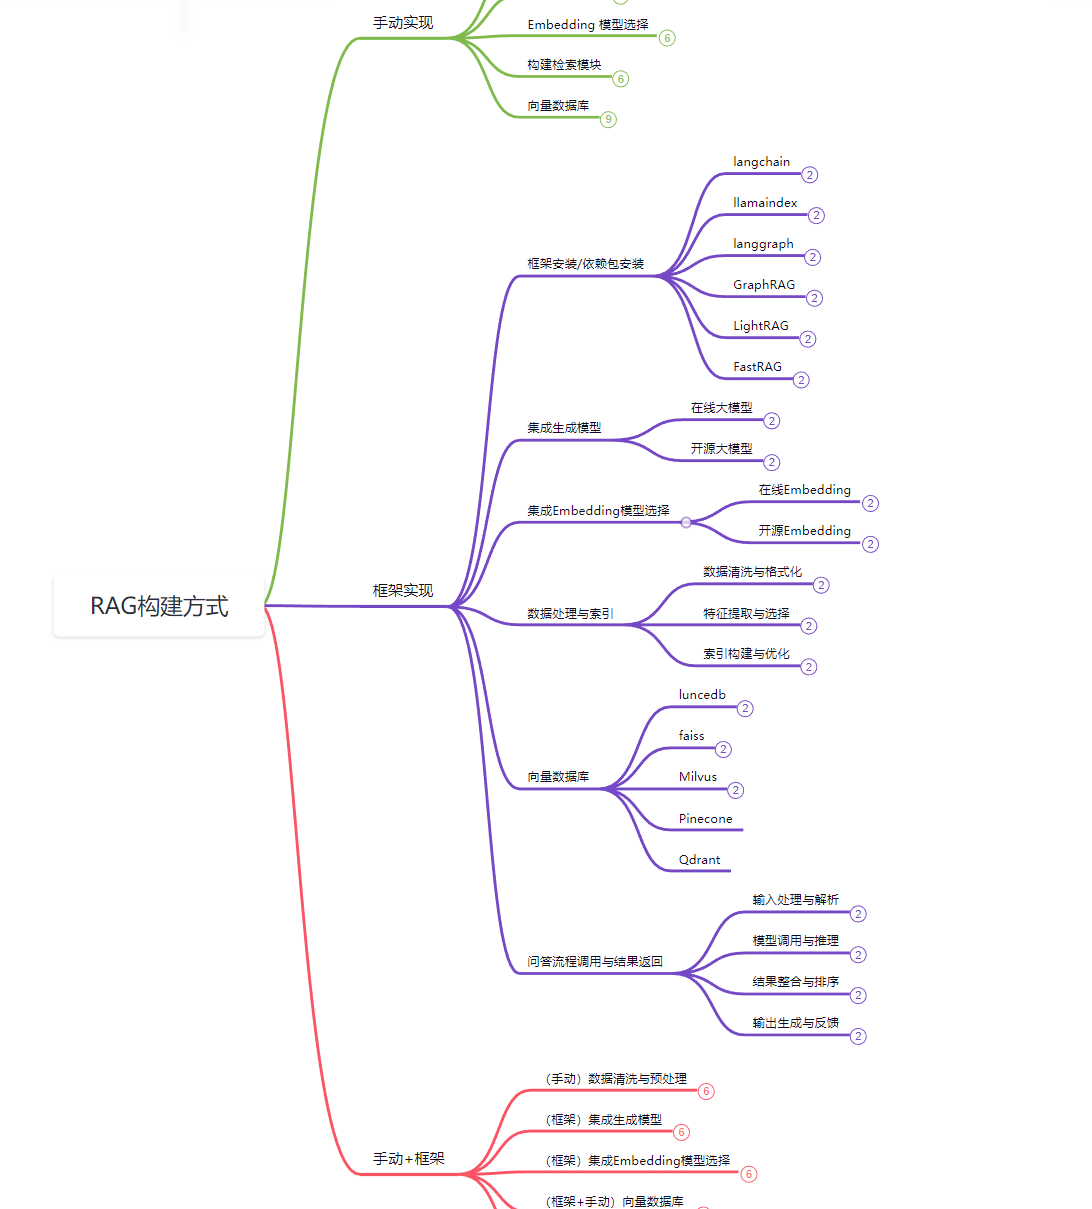 手动实现
Embedding 模型选择
6
构建检索模块
6
向量数据库
9
RAG构建方式
框架实现
框架安装/依赖包安装
langchain
2
llamaindex
2
langgraph
2
GraphRAG
2
LightRAG
2
FastRAG
2
集成生成模型
在线大模型
2
开源大模型
2
集成Embedding模型选择
在线Embedding
2
开源Embedding
2
数据处理与索引
数据清洗与格式化
2
特征提取与选择
2
索引构建与优化
2
向量数据库
luncedb
2
faiss
2
Milvus
2
Pinecone
Qdrant
问答流程调用与结果返回
输入处理与解析
2
模型调用与推理
2
结果整合与排序
2
输出生成与反馈
2
手动+框架
（手动）数据清洗与预处理
6
（框架）集成生成模型
6
（框架）集成Embedding模型选择
6
（框架+手动）向量数据库